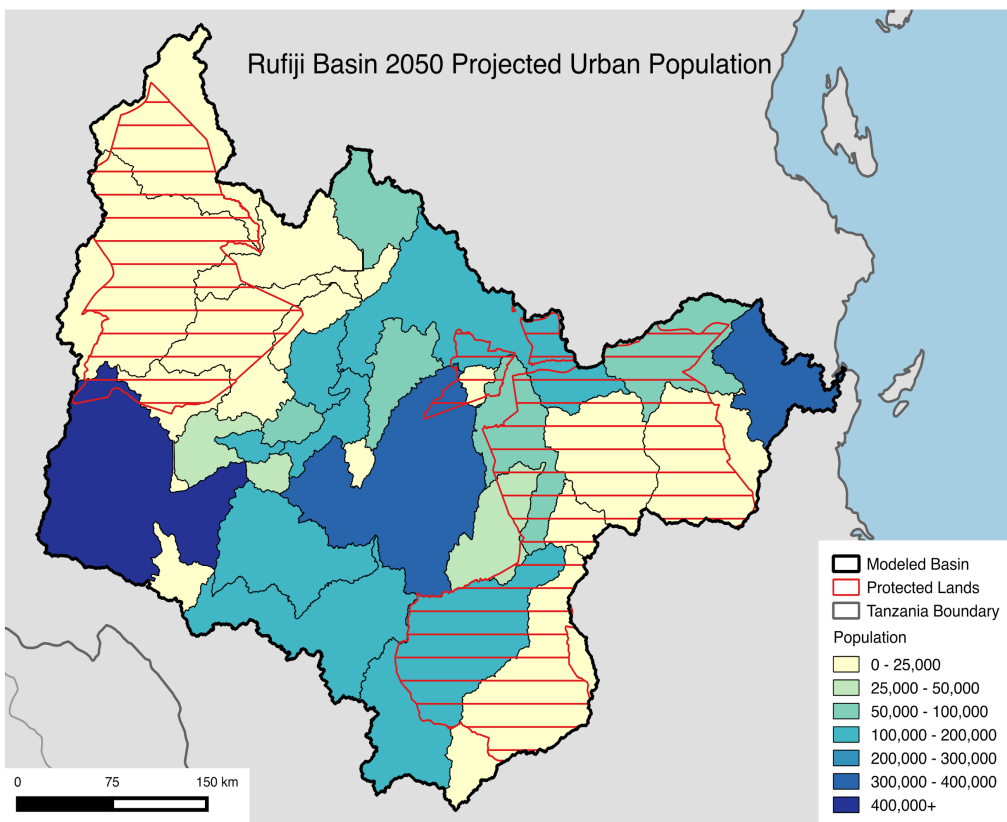 Rufiji Basin 2050 Projected Urban Population
Modeled Basin
Protected Lands
Tanzania Boundary
Population
0 - 25,000
25,000 - 50,000
50,000 - 100,000
100,000 - 200,000
200,000 - 300,000
300,000 - 400,000
400,000+
0 75 150 km